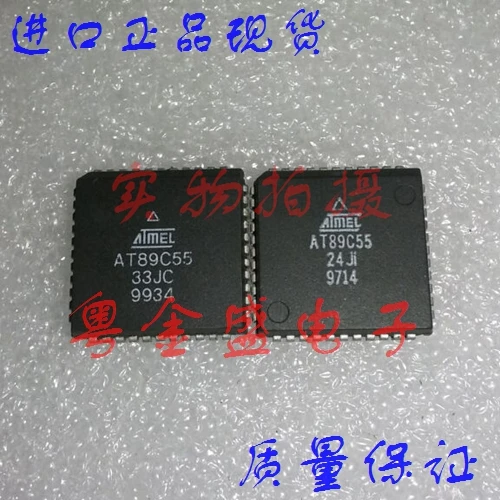 进口正品现货
实物拍摄
ATMEL
AT89C55
33JC
9934
ATMEL
AT89C55
24Ji
9714
粤金盛电子
质量保证